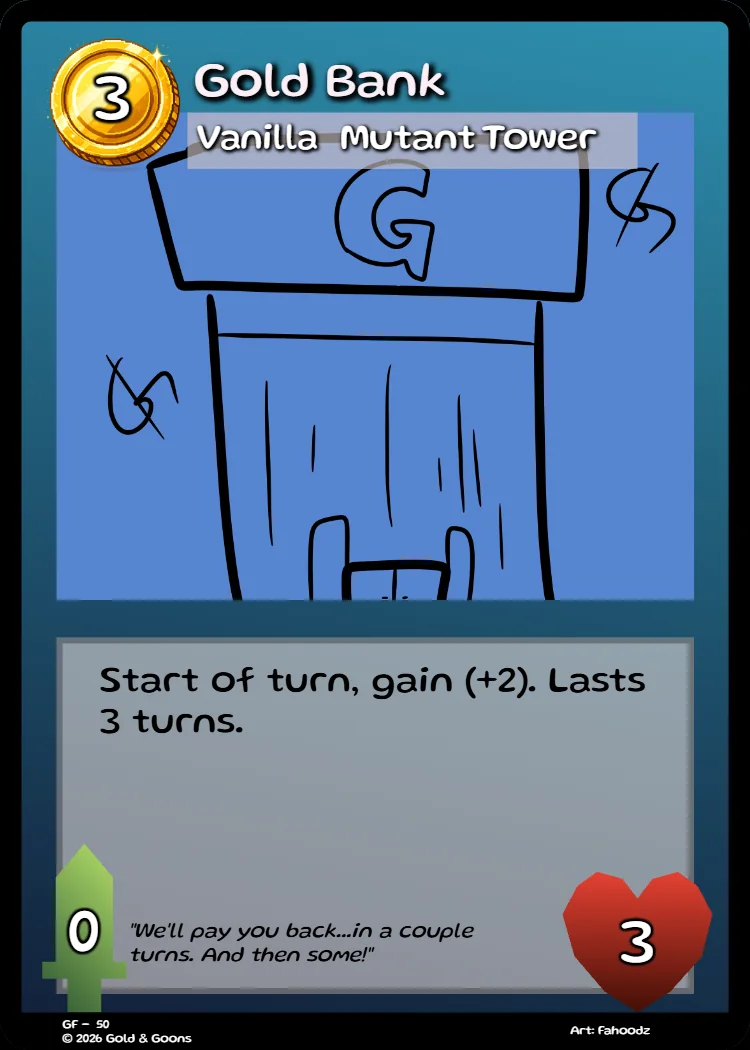 3
Gold Bank
Vanilla Mutant Tower
G
Start of turn, gain (+2). Lasts
3 turns.
0
"We'll pay you back...in a couple
turns. And then some!"
3
GF - 50
© 2026 Gold & Goons
Art: Fahoodz